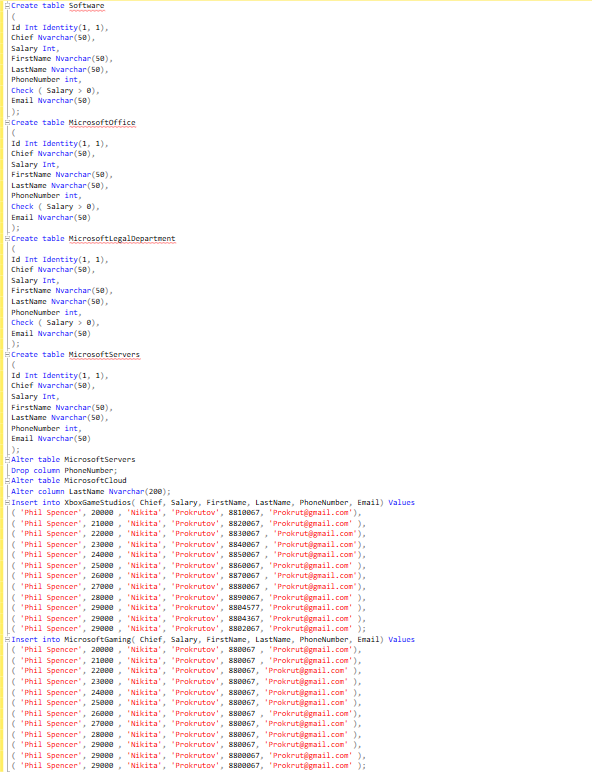 Create table Software
(
Id Int Identity(1, 1),
Chief Nvarchar(50),
Salary Int,
FirstName Nvarchar(50),
LastName Nvarchar(50),
PhoneNumber int,
Check ( Salary > 0),
Email Nvarchar(50)
);
Create table MicrosoftOffice
(
Id Int Identity(1, 1),
Chief Nvarchar(50),
Salary Int,
FirstName Nvarchar(50),
LastName Nvarchar(50),
PhoneNumber int,
Check ( Salary > 0),
Email Nvarchar(50)
);
Create table MicrosoftLegalDepartment
(
Id Int Identity(1, 1),
Chief Nvarchar(50),
Salary Int,
FirstName Nvarchar(50),
LastName Nvarchar(50),
PhoneNumber int,
Check ( Salary > 0),
Email Nvarchar(50)
);
Create table MicrosoftServers
(
Id Int Identity(1, 1),
Chief Nvarchar(50),
Salary Int,
FirstName Nvarchar(50),
LastName Nvarchar(50),
PhoneNumber int,
Email Nvarchar(50)
);
Alter table MicrosoftServers
Drop column PhoneNumber;
Alter table MicrosoftCloud
Alter column LastName Nvarchar(200);
Insert into XboxGameStudios( Chief, Salary, FirstName, LastName, PhoneNumber, Email) Values
( 'Phil Spencer', 20000 , 'Nikita', 'Prokrutov', 8810067, 'Prokrut@gmail.com'),
( 'Phil Spencer', 21000 , 'Nikita', 'Prokrutov', 8820067, 'Prokrut@gmail.com' ),
( 'Phil Spencer', 22000 , 'Nikita', 'Prokrutov', 8830067 , 'Prokrut@gmail.com'),
( 'Phil Spencer', 23000 , 'Nikita', 'Prokrutov', 8840067 , 'Prokrut@gmail.com'),
( 'Phil Spencer', 24000 , 'Nikita', 'Prokrutov', 8850067 , 'Prokrut@gmail.com'),
( 'Phil Spencer', 25000 , 'Nikita', 'Prokrutov', 8860067, 'Prokrut@gmail.com' ),
( 'Phil Spencer', 26000 , 'Nikita', 'Prokrutov', 8870067, 'Prokrut@gmail.com' ),
( 'Phil Spencer', 27000 , 'Nikita', 'Prokrutov', 8880067 , 'Prokrut@gmail.com'),
( 'Phil Spencer', 28000 , 'Nikita', 'Prokrutov', 8890067, 'Prokrut@gmail.com' ),
( 'Phil Spencer', 29000 , 'Nikita', 'Prokrutov', 8804577, 'Prokrut@gmail.com' ),
( 'Phil Spencer', 29000 , 'Nikita', 'Prokrutov', 8804367, 'Prokrut@gmail.com' ),
( 'Phil Spencer', 29000 , 'Nikita', 'Prokrutov', 8802067, 'Prokrut@gmail.com' );
Insert into MicrosoftGaming( Chief, Salary, FirstName, LastName, PhoneNumber, Email) Values
( 'Phil Spencer', 20000 , 'Nikita', 'Prokrutov', 880067 , 'Prokrut@gmail.com'),
( 'Phil Spencer', 21000 , 'Nikita', 'Prokrutov', 880067 , 'Prokrut@gmail.com'),
( 'Phil Spencer', 22000 , 'Nikita', 'Prokrutov', 880067, 'Prokrut@gmail.com' ),
( 'Phil Spencer', 23000 , 'Nikita', 'Prokrutov', 880067, 'Prokrut@gmail.com' ),
( 'Phil Spencer', 24000 , 'Nikita', 'Prokrutov', 880067, 'Prokrut@gmail.com' ),
( 'Phil Spencer', 25000 , 'Nikita', 'Prokrutov', 880067, 'Prokrut@gmail.com' ),
( 'Phil Spencer', 26000 , 'Nikita', 'Prokrutov', 880067 , 'Prokrut@gmail.com'),
( 'Phil Spencer', 27000 , 'Nikita', 'Prokrutov', 880067, 'Prokrut@gmail.com' ),
( 'Phil Spencer', 28000 , 'Nikita', 'Prokrutov', 880067, 'Prokrut@gmail.com' ),
( 'Phil Spencer', 29000 , 'Nikita', 'Prokrutov', 8800067, 'Prokrut@gmail.com' ),
( 'Phil Spencer', 29000 , 'Nikita', 'Prokrutov', 8800067, 'Prokrut@gmail.com' ),
( 'Phil Spencer', 29000 , 'Nikita', 'Prokrutov', 8800067, 'Prokrut@gmail.com' );